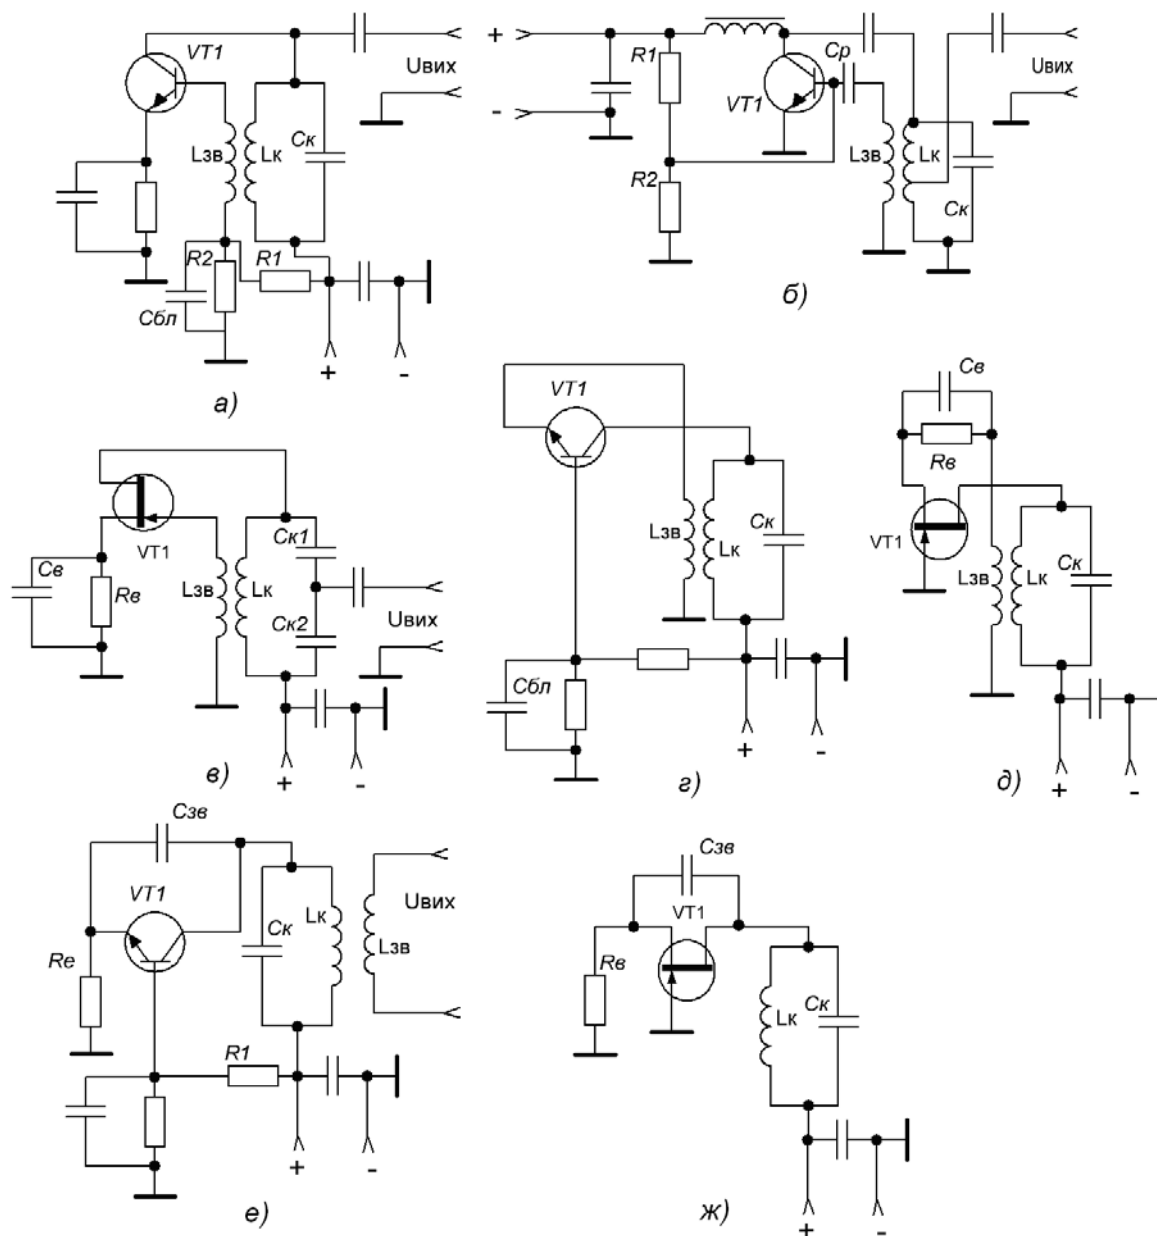 VT1
Uвих
Lзв
Lк
Cк
R2
R1
Cбл
+
-
а)
+
-
R1
R2
VT1
Cр
Lзв
Lк
Cк
Uвих
б)
VT1
Cв
Rв
Lзв
Lк
Cк1
Cк2
Uвих
+
-
в)
VT1
Lзв
Lк
Cк
Cбл
+
-
г)
Cв
Rв
VT1
Lзв
Lк
Cк
+
-
д)
Cзв
VT1
Rе
Cк
Lк
Lзв
Uвих
R1
+
-
е)
Cзв
VT1
Rв
Lк
Cк
+
-
ж)